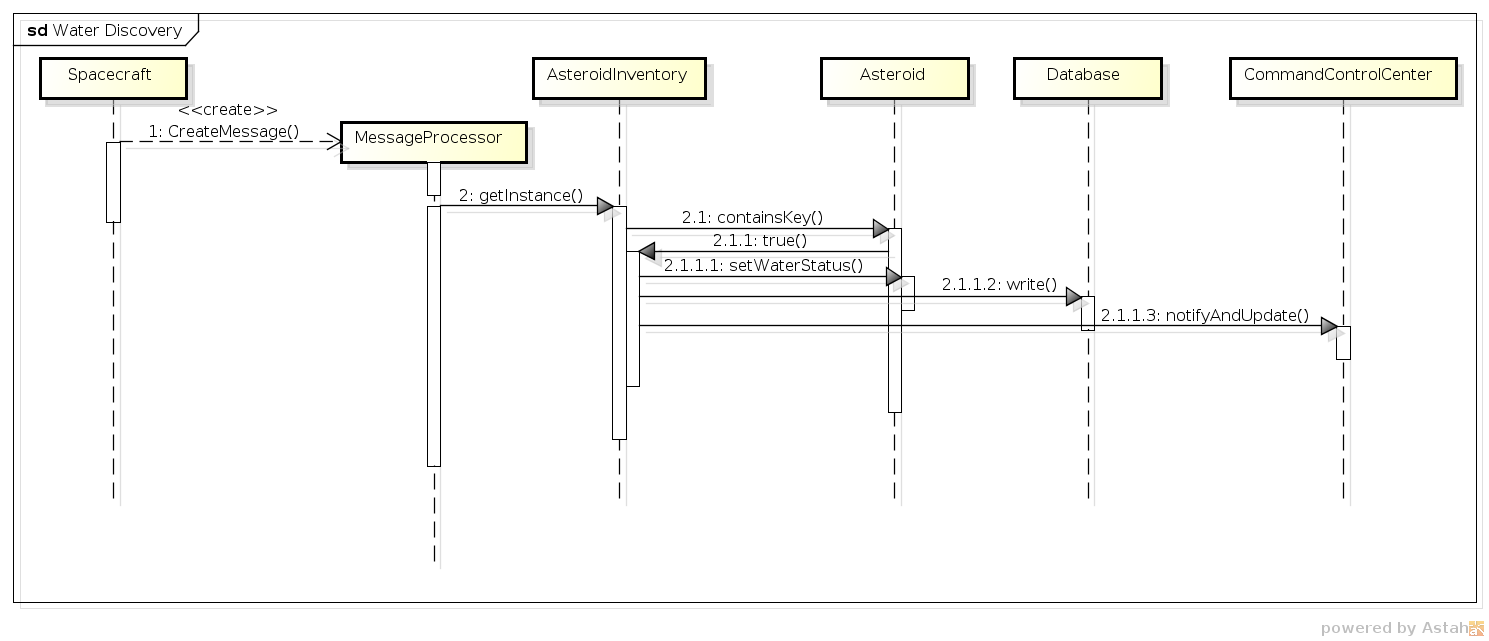 sd Water Discovery
Spacecraft
AsteroidInventory
Asteroid
Database
CommandControlCenter
<<create>>
1: CreateMessage()
MessageProcessor
2: getInstance()
2.1: containsKey()
2.1.1: true()
2.1.1.1: setWaterStatus()
2.1.1.2: write()
2.1.1.3: notifyAndUpdate()
powered by Astah